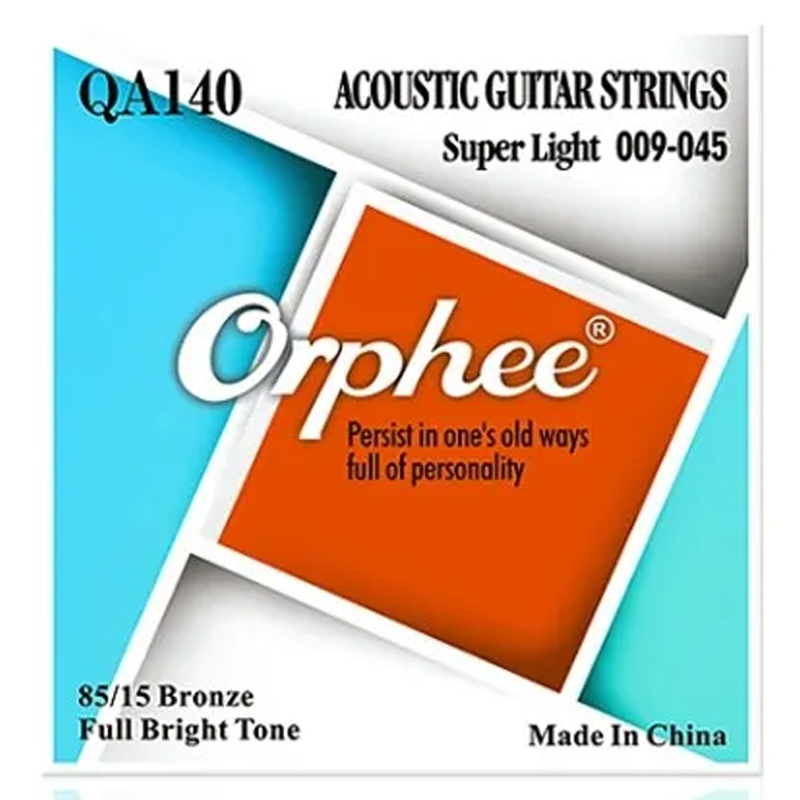 QA140
ACOUSTIC GUITAR STRINGS
Super Light 009-045
Orphee®
Persist in one's old ways
full of personality
85/15 Bronze
Full Bright Tone
Made In China